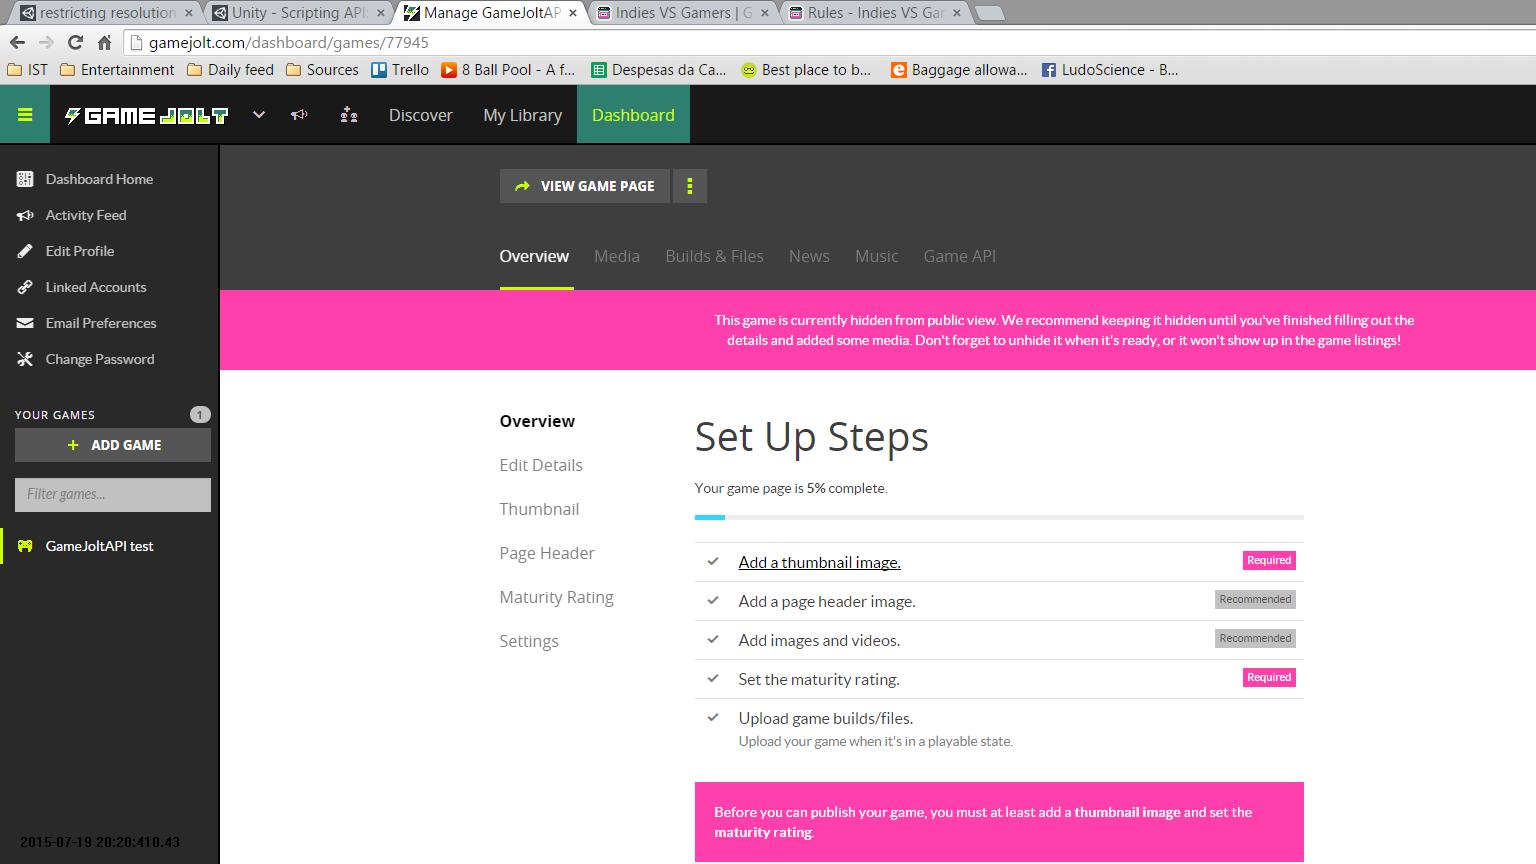 restricting resolution
Unity - Scripting API:
Manage GameJoltAP
Indies VS Gamers | G
Rules - Indies VS Gar
gamejolt.com/dashboard/games/77945
IST
Entertainment
Daily feed
Sources
Trello
8 Ball Pool - A f...
Despesas da Ca...
Best place to b...
Baggage allowa...
LudoScience - B...
GAME JOLT
Discover
My Library
Dashboard
Dashboard Home
Activity Feed
Edit Profile
Linked Accounts
Email Preferences
Change Password
YOUR GAMES
1
+ ADD GAME
Filter games...
GameJoltAPI test
2015-07-19 20:20:410.43
VIEW GAME PAGE
Overview
Media
Builds & Files
News
Music
Game API
This game is currently hidden from public view. We recommend keeping it hidden until you've finished filling out the
details and added some media. Don't forget to unhide it when it's ready, or it won't show up in the game listings!
Overview
Edit Details
Thumbnail
Page Header
Maturity Rating
Settings
Set Up Steps
Your game page is 5% complete.
Add a thumbnail image. Required
Add a page header image. Recommended
Add images and videos. Recommended
Set the maturity rating. Required
Upload game builds/files.
Upload your game when it's in a playable state.
Before you can publish your game, you must at least add a thumbnail image and set the
maturity rating.